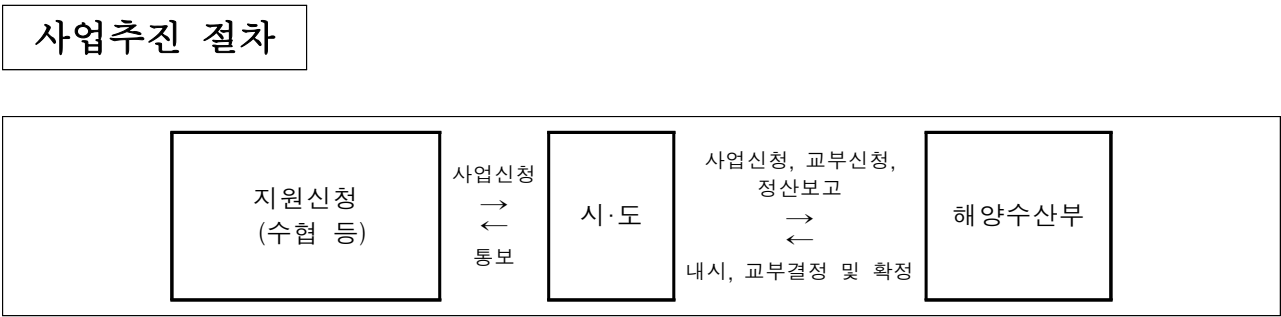 사업추진 절차
지원신청
(수협 등)
사업신청
→
←
통보
시·도
사업신청, 교부신청,
정산보고
→
←
내시, 교부결정 및 확정
해양수산부